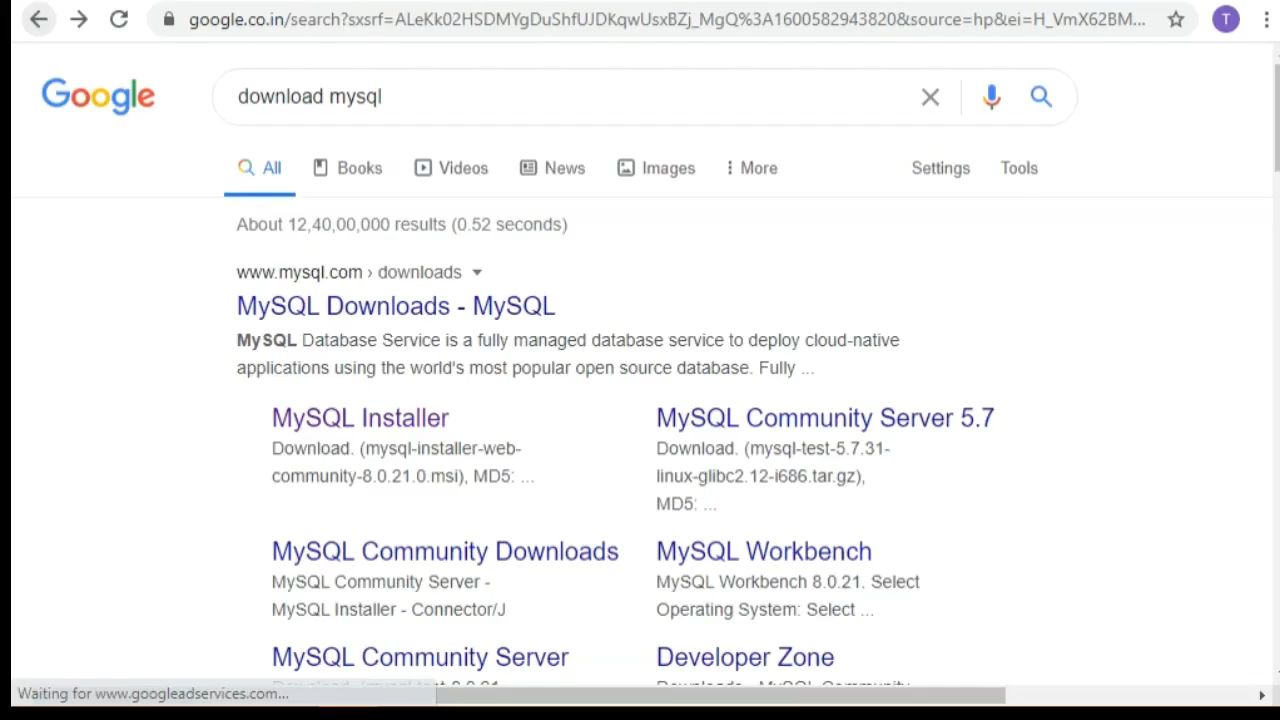 google.co.in/search?sxsrf=ALeKk02HSDMYgDuShfUJDKqwUsxBZj_MgQ%3A1600582943820&source=hp&ei=H_VmX62BM...
T
Google
download mysql
All Books Videos News Images More Settings Tools
About 12,40,00,000 results (0.52 seconds)
www.mysql.com › downloads
MySQL Downloads - MySQL
MySQL Database Service is a fully managed database service to deploy cloud-native
applications using the world's most popular open source database. Fully ...
MySQL Installer
Download. (mysql-installer-web-
community-8.0.21.0.msi), MD5: ...
MySQL Community Server 5.7
Download. (mysql-test-5.7.31-
linux-glibc2.12-i686.tar.gz),
MD5: ...
MySQL Community Downloads
MySQL Community Server -
MySQL Installer - Connector/J
MySQL Workbench
MySQL Workbench 8.0.21. Select
Operating System: Select ...
MySQL Community Server
Developer Zone
Downloads - MySQL Community
Waiting for www.googleadservices.com...